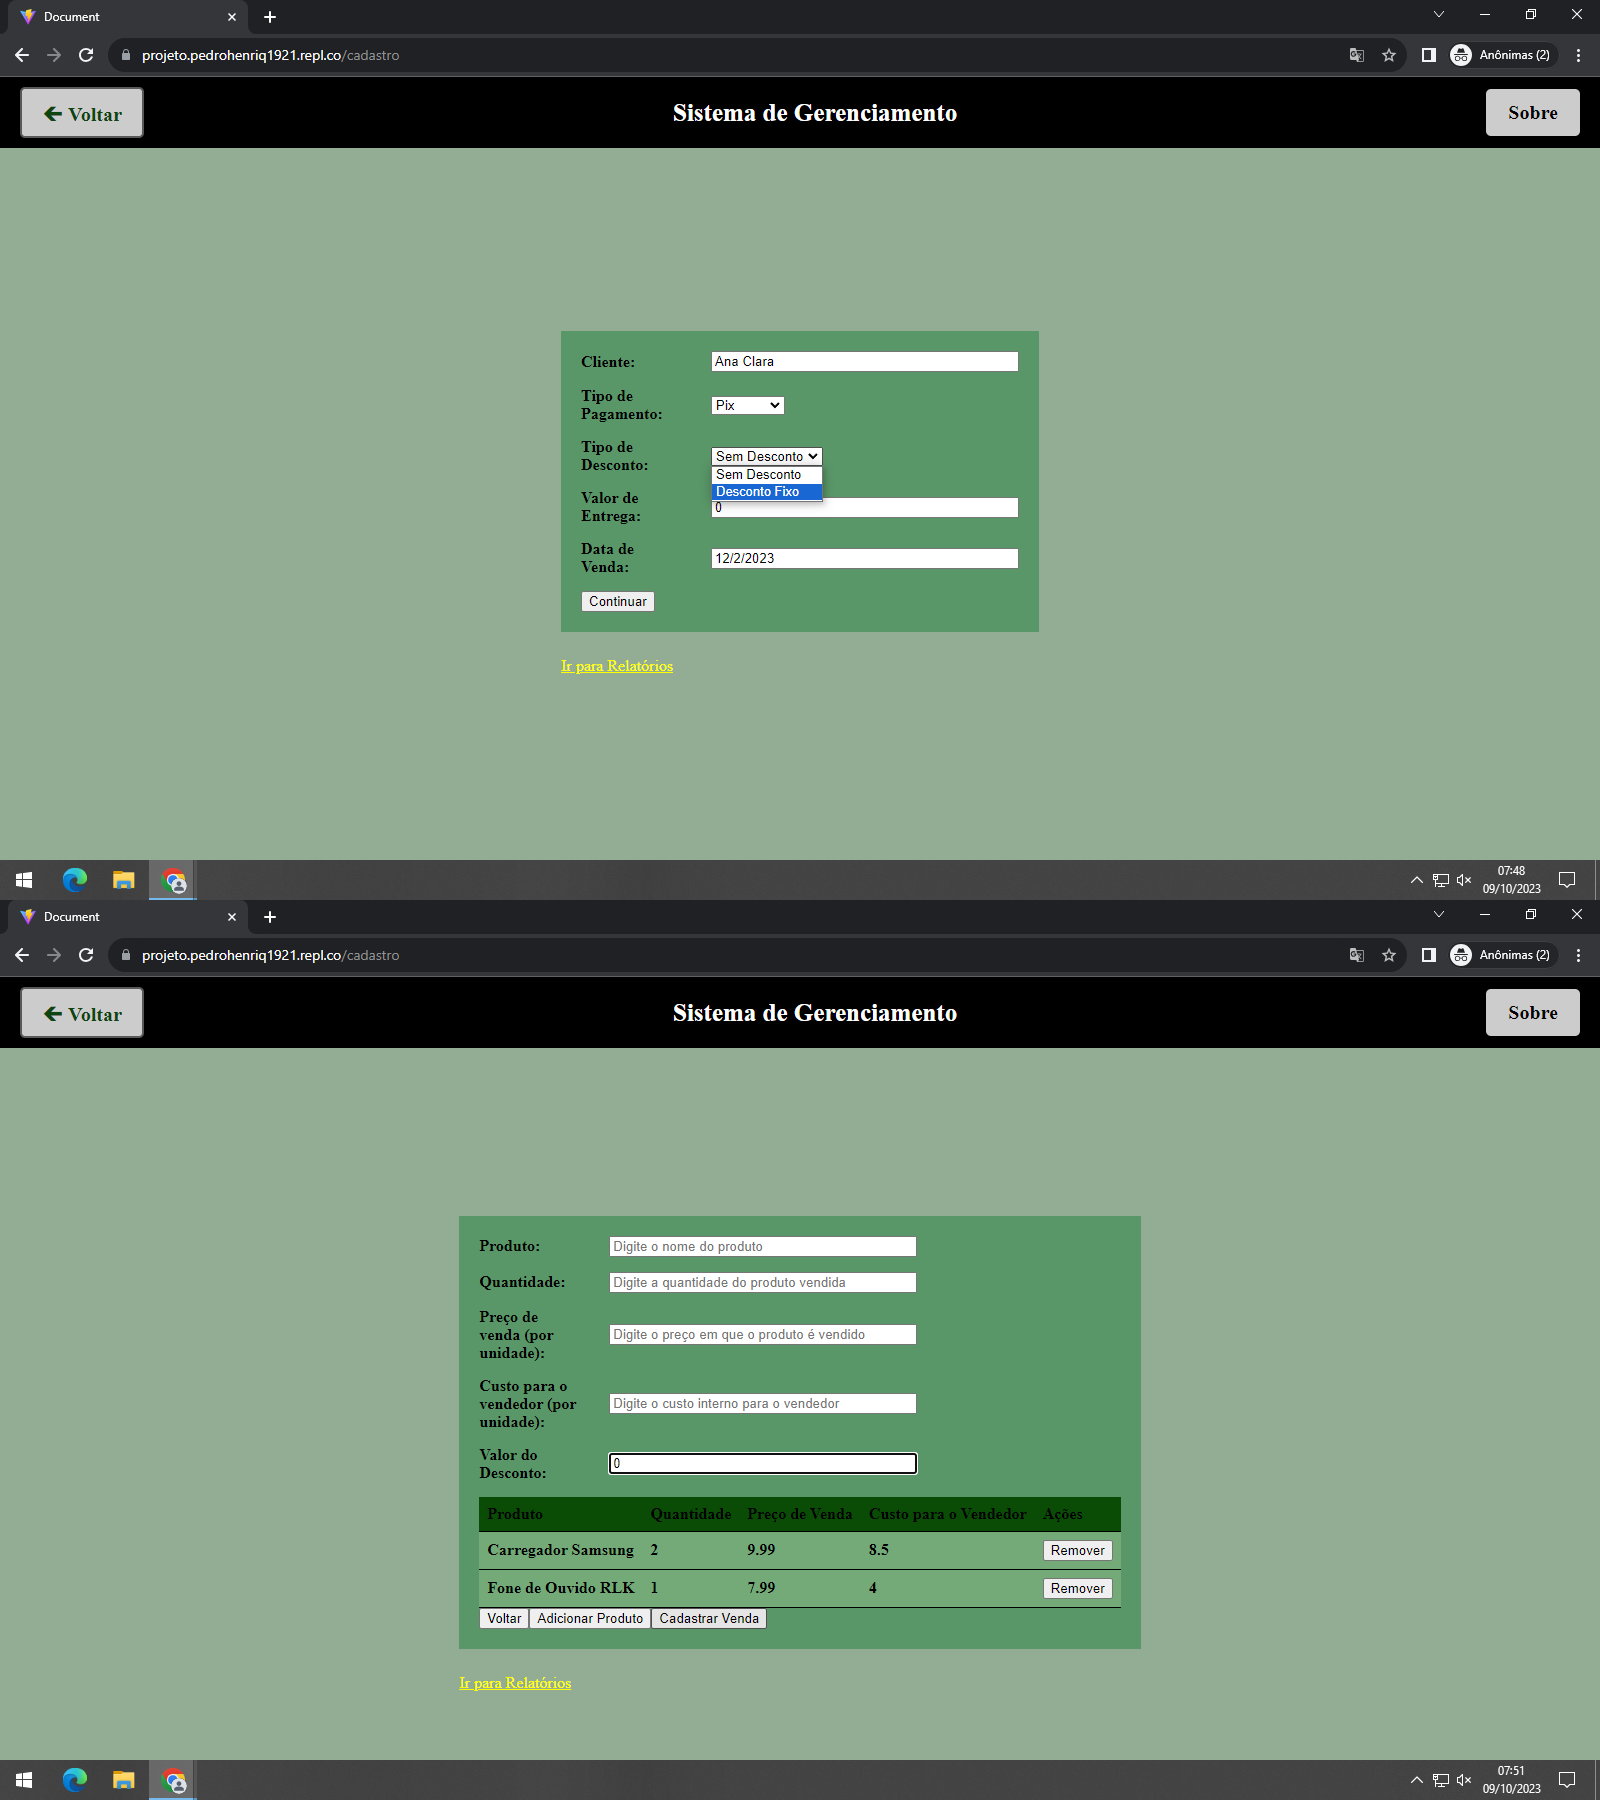 Document
projeto.pedrohenriq1921.repl.co/cadastro
Anônimas (2)
Voltar
Sistema de Gerenciamento
Sobre
Cliente:
Ana Clara
Tipo de
Pagamento:
Pix
Tipo de
Desconto:
Sem Desconto
Sem Desconto
Desconto Fixo
Valor de
Entrega:
0
Data de
Venda:
12/2/2023
Continuar
Ir para Relatórios
07:48
09/10/2023
Document
projeto.pedrohenriq1921.repl.co/cadastro
Anônimas (2)
Voltar
Sistema de Gerenciamento
Sobre
Produto:
Digite o nome do produto
Quantidade:
Digite a quantidade do produto vendida
Preço de
venda (por
unidade):
Digite o preço em que o produto é vendido
Custo para o
vendedor (por
unidade):
Digite o custo interno para o vendedor
Valor do
Desconto:
0
Produto Quantidade Preço de Venda Custo para o Vendedor Ações
Carregador Samsung 2 9.99 8.5 Remover
Fone de Ouvido RLK 1 7.99 4 Remover
Voltar Adicionar Produto Cadastrar Venda
Ir para Relatórios
07:51
09/10/2023